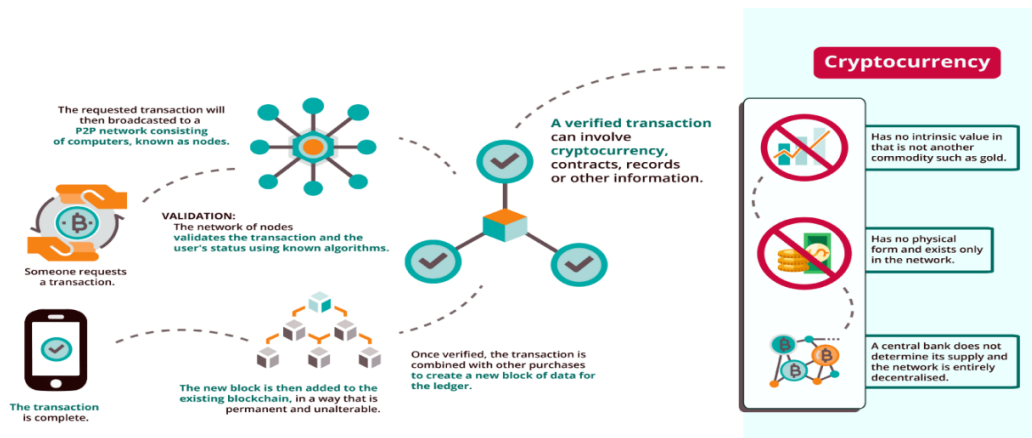 Cryptocurrency
The requested transaction will
then broadcasted to a
P2P network consisting
of computers, known as nodes.
Someone requests
a transaction.
VALIDATION:
The network of nodes
validates the transaction and the
user's status using known algorithms.
A verified transaction
can involve
cryptocurrency,
contracts, records
or other information.
Once verified, the transaction is
combined with other purchases
to create a new block of data for
the ledger.
The new block is then added to the
existing blockchain, in a way that is
permanent and unalterable.
The transaction
is complete.
Has no intrinsic value in
that is not another
commodity such as gold.
Has no physical
form and exists only
in the network.
A central bank does not
determine its supply and
the network is entirely
decentralised.